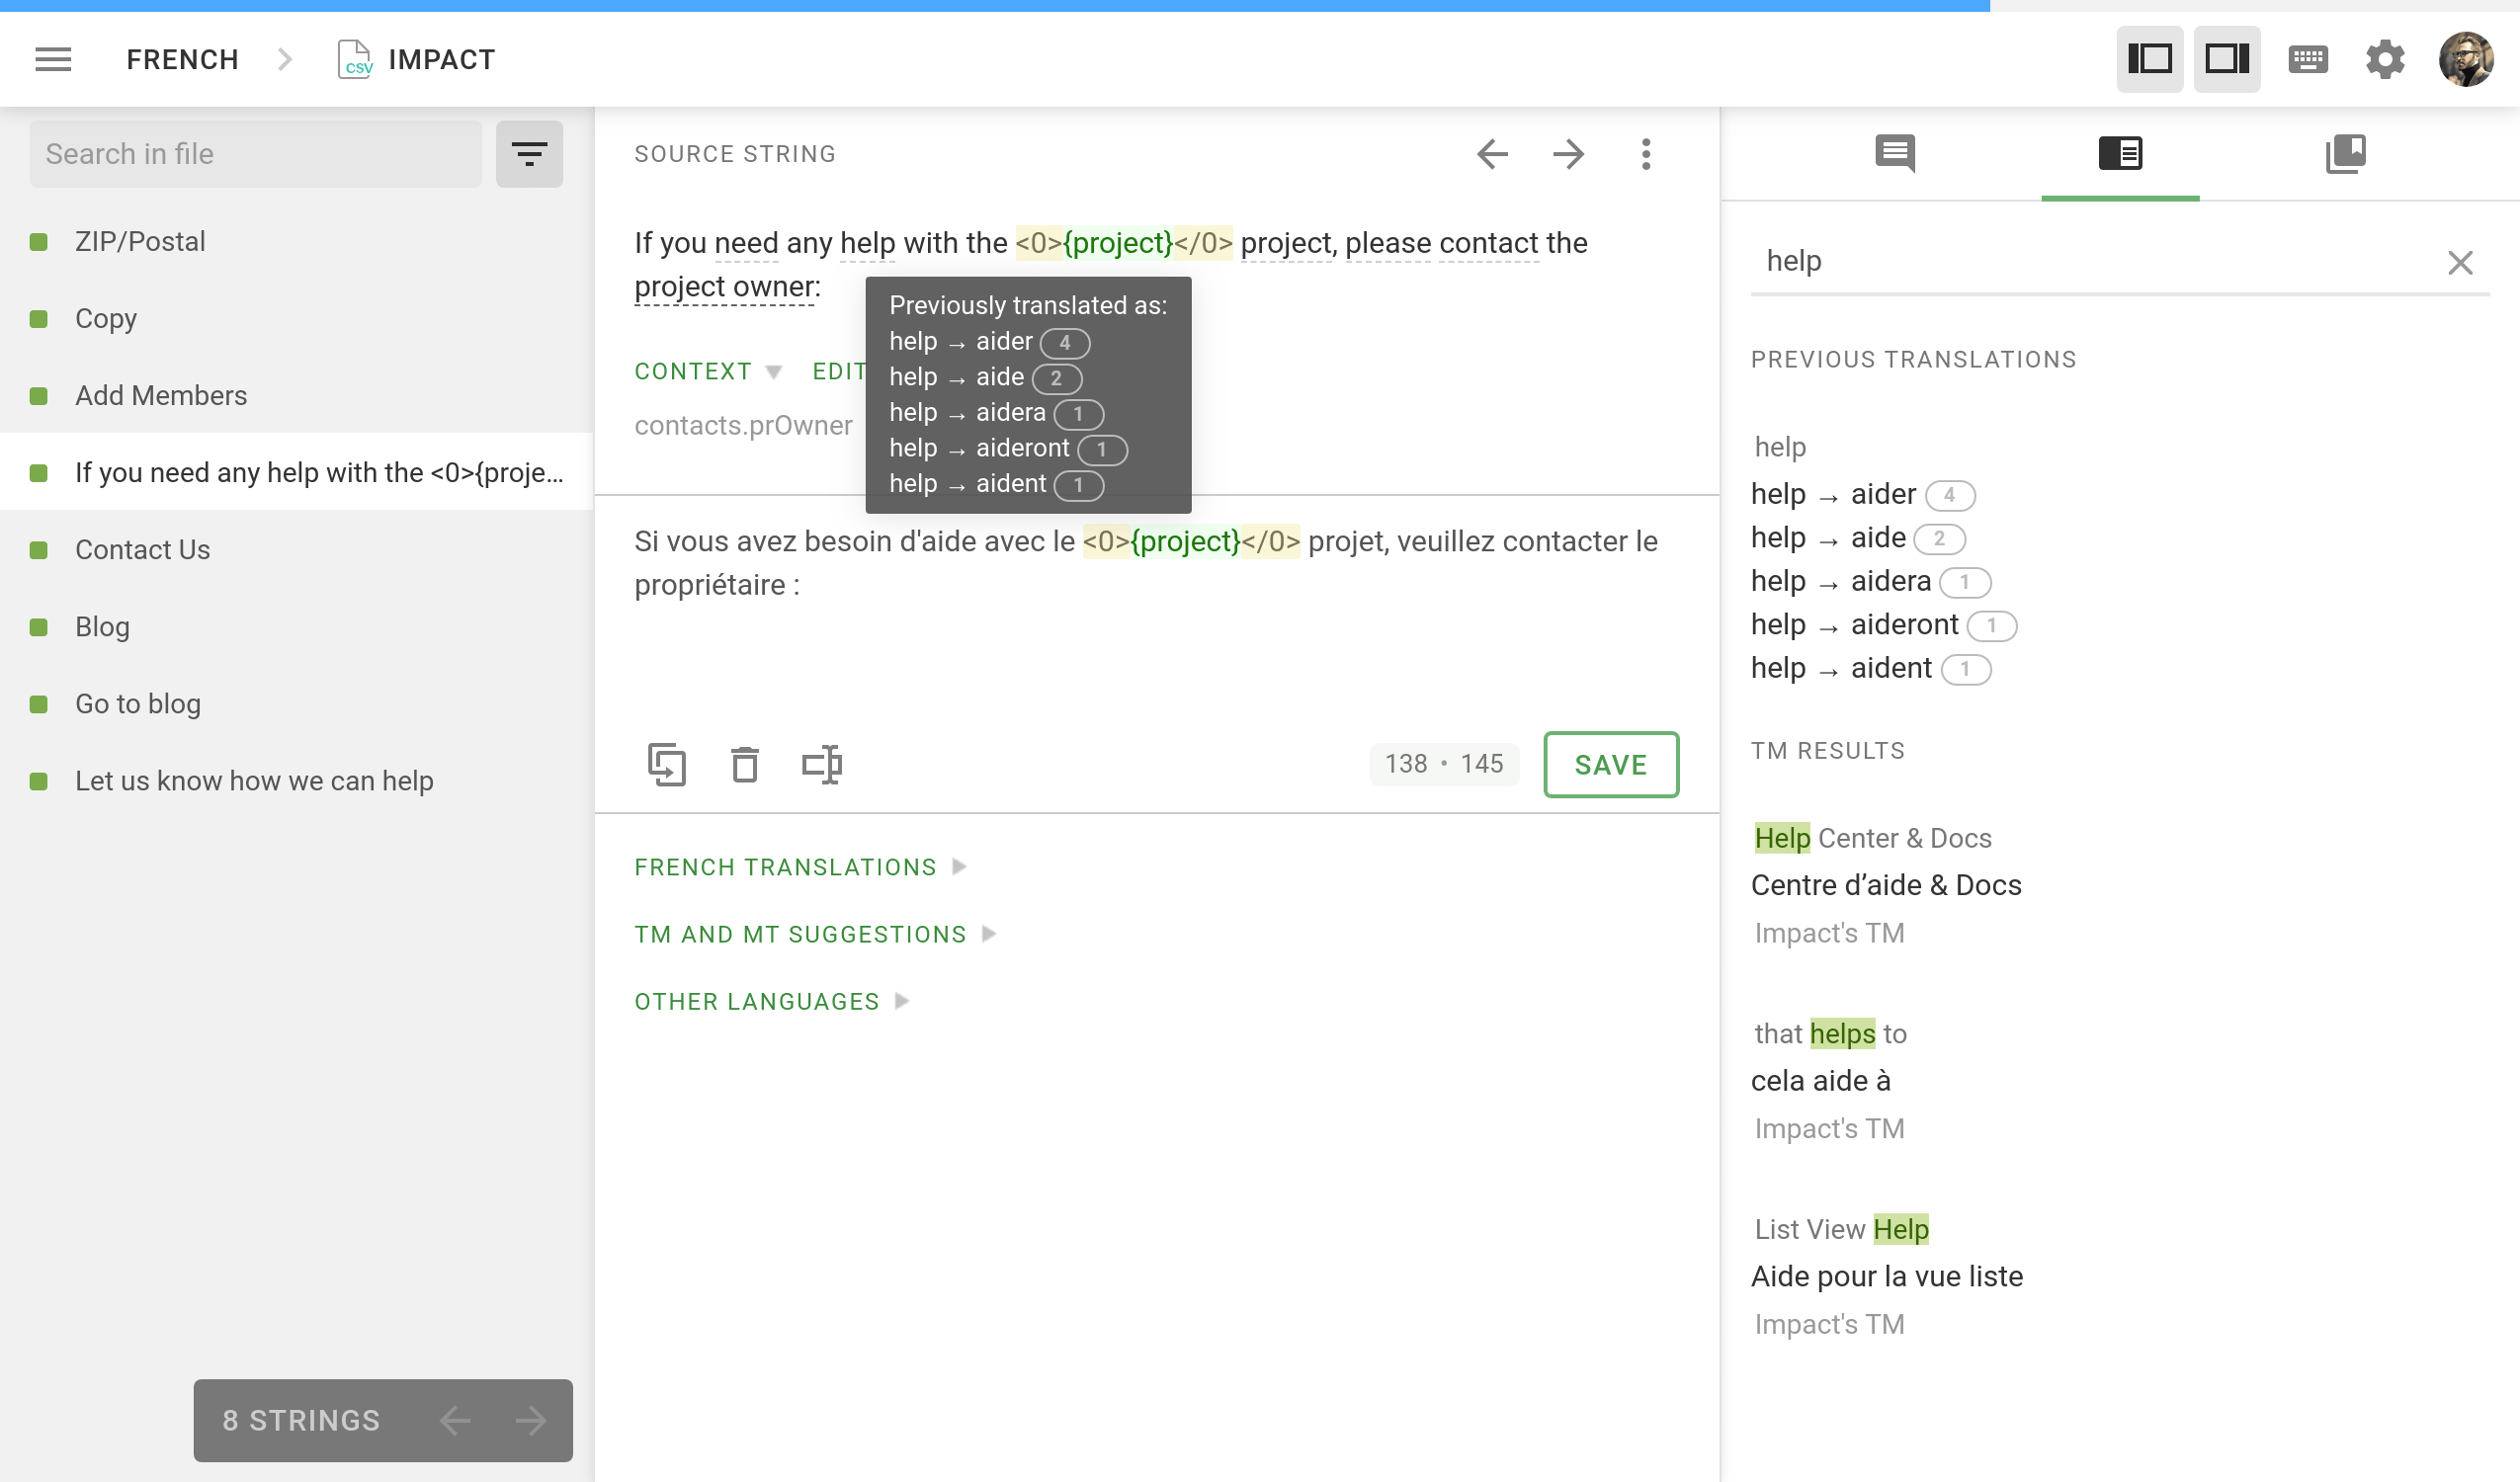 FRENCH
CSV
IMPACT
Search in file
ZIP/Postal
Copy
Add Members
If you need any help with the <0>{proje...
Contact Us
Blog
Go to blog
Let us know how we can help
8 STRINGS
SOURCE STRING
If you need any help with the <0>{project}</0> project, please contact the
project owner:
Previously translated as:
help → aider 4
help → aide 2
help → aidera 1
help → aideront 1
help → aident 1
CONTEXT EDIT
contacts.prOwner
Si vous avez besoin d'aide avec le <0>{project}</0> projet, veuillez contacter le
propriétaire :
138 • 145
SAVE
FRENCH TRANSLATIONS
TM AND MT SUGGESTIONS
OTHER LANGUAGES
help
PREVIOUS TRANSLATIONS
help
help → aider 4
help → aide 2
help → aidera 1
help → aideront 1
help → aident 1
TM RESULTS
Help Center & Docs
Centre d’aide & Docs
Impact's TM
that helps to
cela aide à
Impact's TM
List View Help
Aide pour la vue liste
Impact's TM